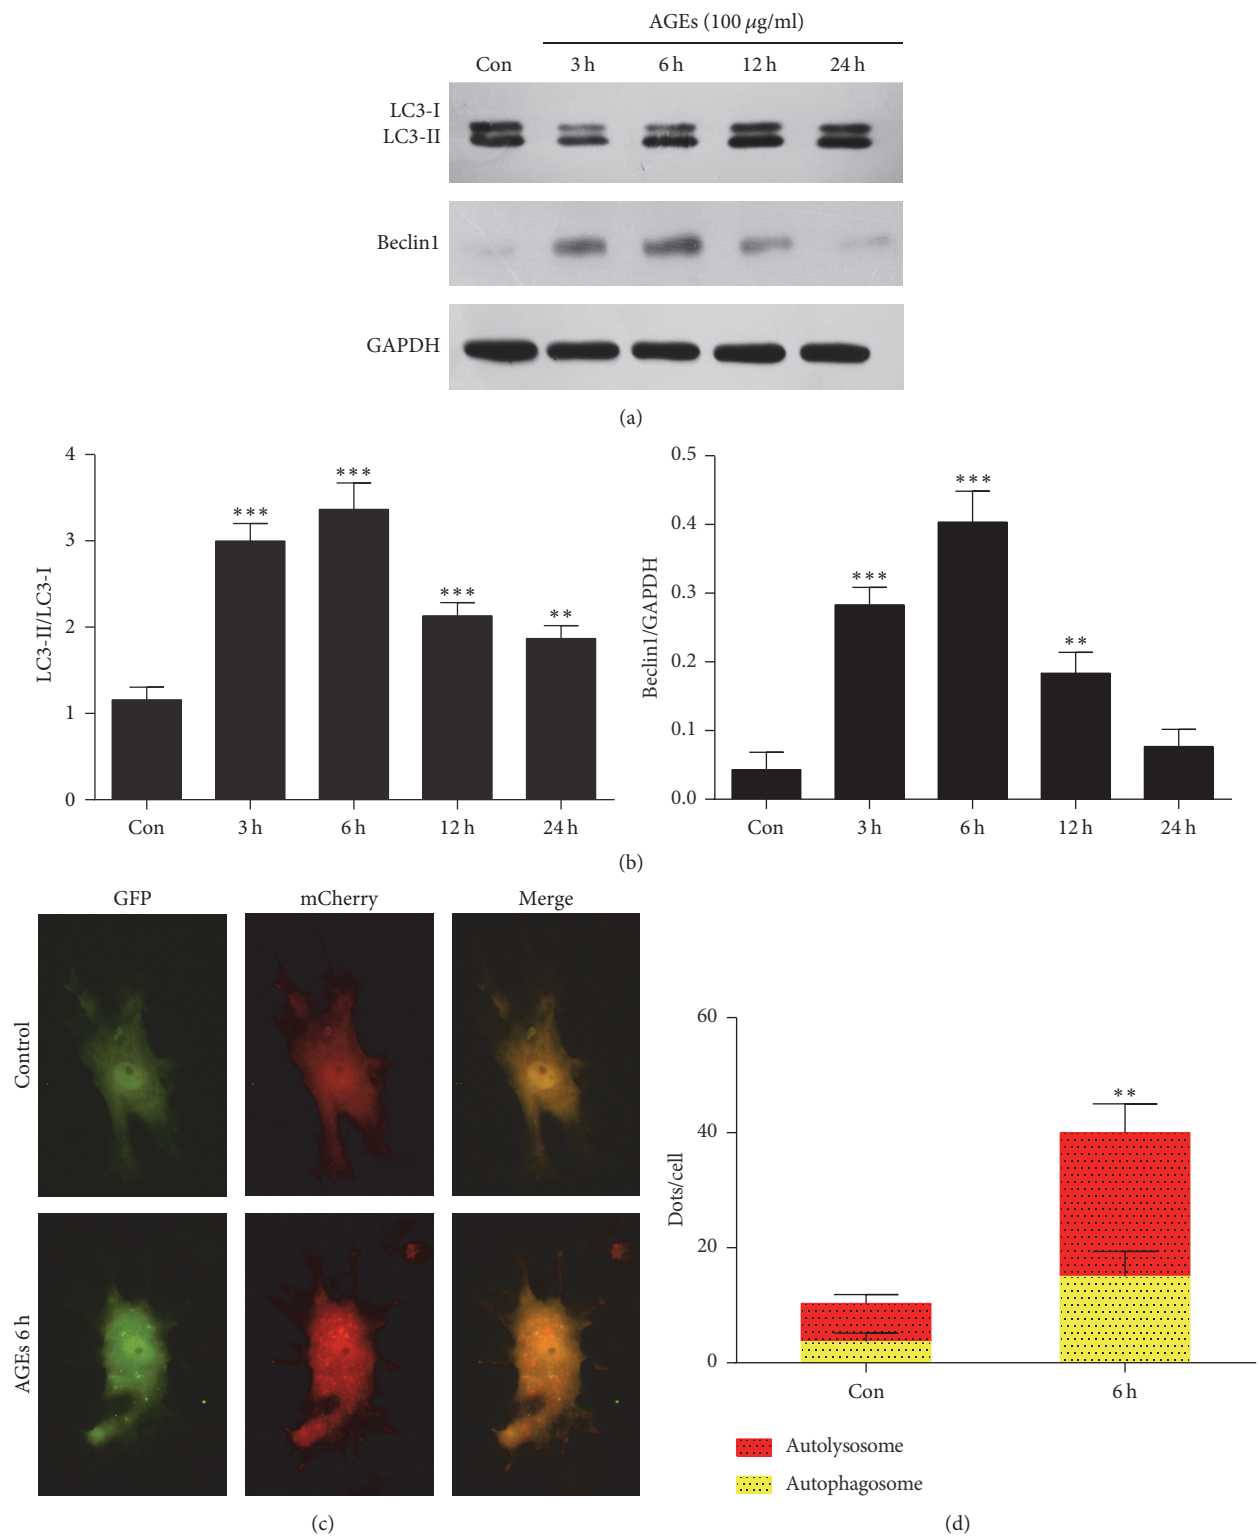 AGEs (100 μg/ml)
Con 3 h 6 h 12 h 24 h
LC3-I
LC3-II
Beclin1
GAPDH
(a)
LC3-II/LC3-I
4
3
2
1
0
***
***
***
**
Con 3 h 6 h 12 h 24 h
Beclin1/GAPDH
0.5
0.4
0.3
0.2
0.1
0.0
***
***
**
Con 3 h 6 h 12 h 24 h
(b)
GFP mCherry Merge
Control
AGEs 6 h
(c)
Dots/cell
60
40
20
0
**
Con 6 h
Autolysosome
Autophagosome
(d)